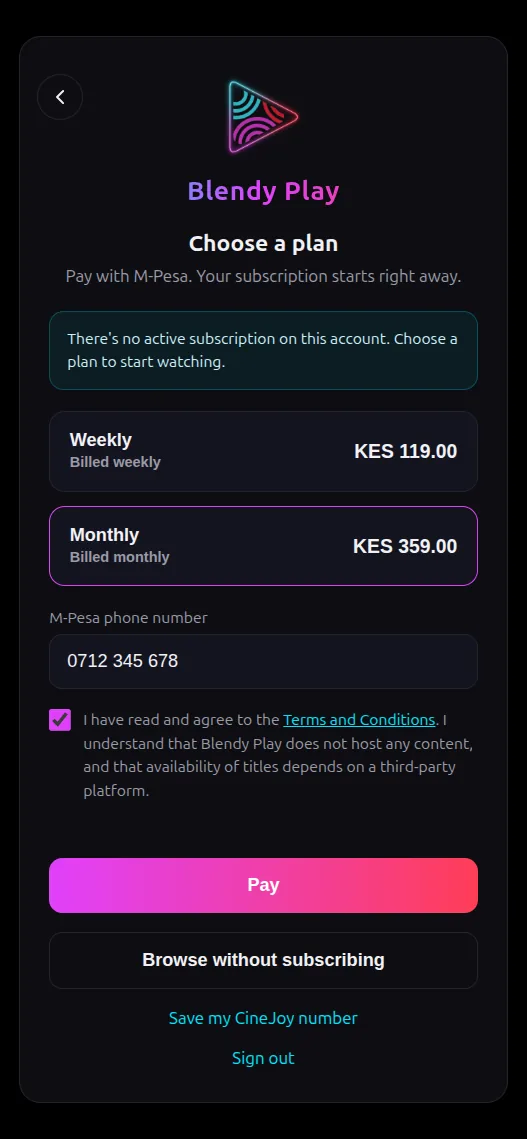 Blendy Play
Choose a plan
Pay with M-Pesa. Your subscription starts right away.
There's no active subscription on this account. Choose a
plan to start watching.
Weekly
Billed weekly
KES 119.00
Monthly
Billed monthly
KES 359.00
M-Pesa phone number
0712 345 678
I have read and agree to the Terms and Conditions. I
understand that Blendy Play does not host any content,
and that availability of titles depends on a third-party
platform.
Pay
Browse without subscribing
Save my CineJoy number
Sign out